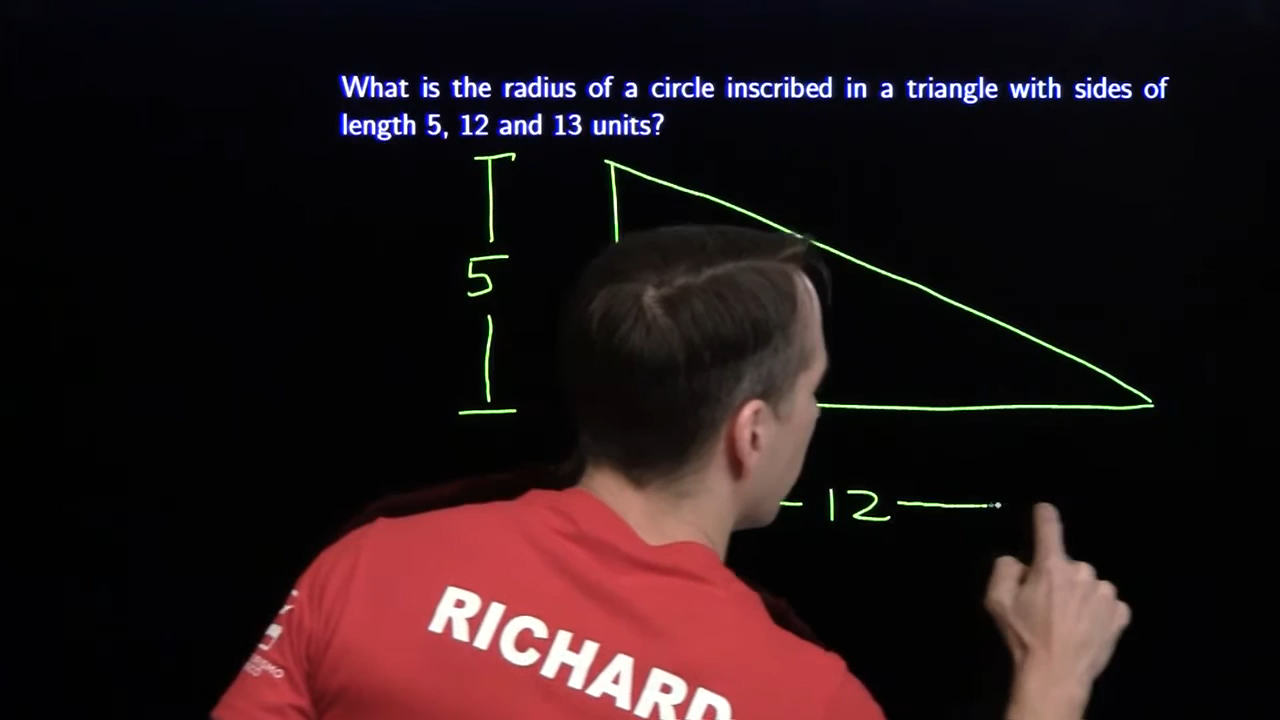 What is the radius of a circle inscribed in a triangle with sides of
length 5, 12 and 13 units?
5
12
RICHARD